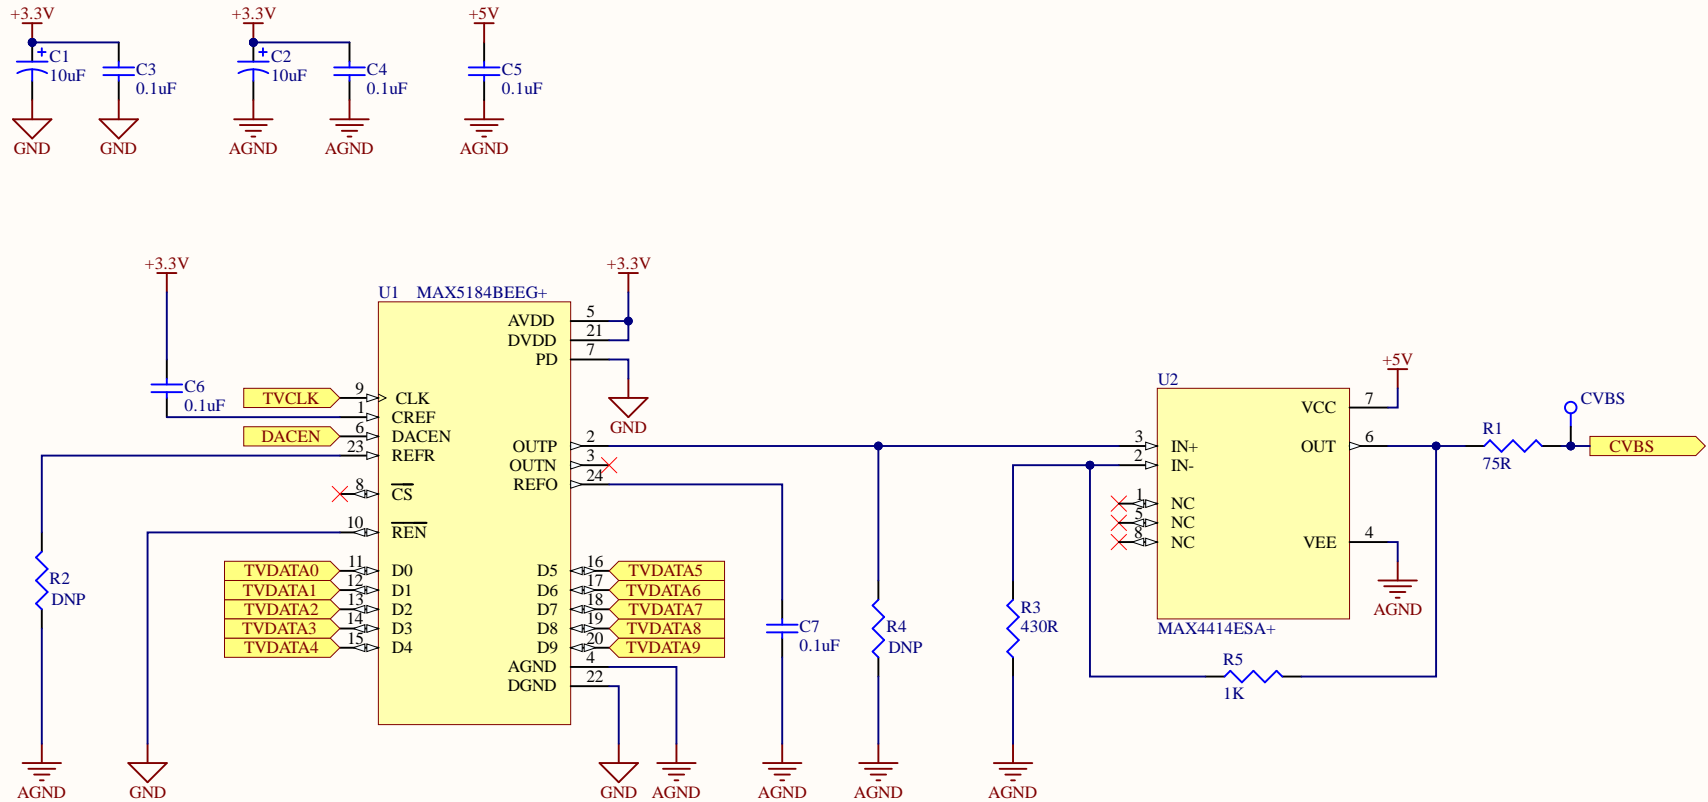 +3.3V
+3.3V
+5V
C1
10uF
C3
0.1uF
C2
10uF
C4
0.1uF
C5
0.1uF
GND
GND
AGND
AGND
AGND
+3.3V
C6
0.1uF
U1 MAX5184BEEG+
+3.3V
TVCLK
9 CLK
1 CREF
DACEN
6 DACEN
23 REFR
8 CS
10 REN
TVDATA0 11 D0
TVDATA1 12 D1
TVDATA2 13 D2
TVDATA3 14 D3
TVDATA4 15 D4
AVDD 5
DVDD 21
PD 7
GND
OUTP 2
OUTN 3
REFO 24
D5 16 TVDATA5
D6 17 TVDATA6
D7 18 TVDATA7
D8 19 TVDATA8
D9 20 TVDATA9
AGND 4
DGND 22
R2
DNP
C7
0.1uF
R4
DNP
R3
430R
U2
3 IN+
2 IN-
1 NC
5 NC
8 NC
VCC 7
OUT 6
VEE 4
MAX4414ESA+
+5V
AGND
R1
75R
CVBS
CVBS
R5
1K
AGND
GND
GND
AGND
AGND
AGND
AGND